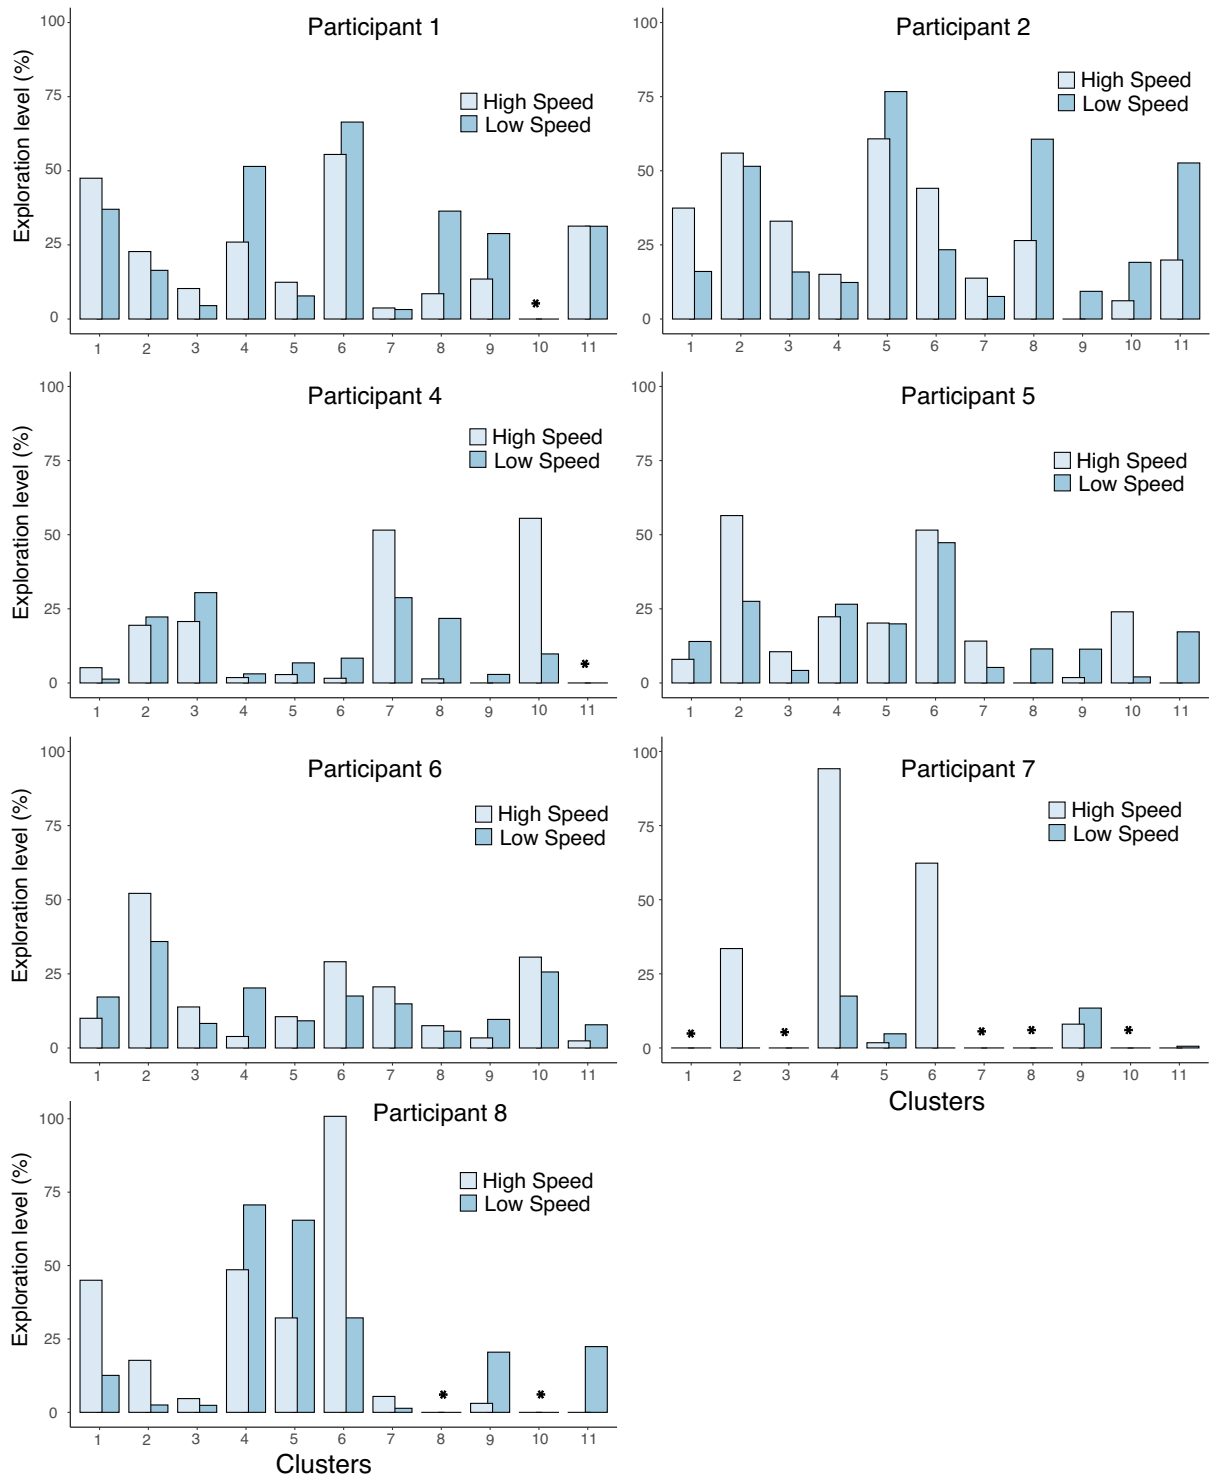 Participant 1
Exploration level (%)
100
75
50
25
0
High Speed
Low Speed
*
1 2 3 4 5 6 7 8 9 10 11
Participant 2
100
75
50
25
0
High Speed
Low Speed
1 2 3 4 5 6 7 8 9 10 11
Participant 4
Exploration level (%)
100
75
50
25
0
High Speed
Low Speed
*
1 2 3 4 5 6 7 8 9 10 11
Participant 5
100
75
50
25
0
High Speed
Low Speed
1 2 3 4 5 6 7 8 9 10 11
Participant 6
Exploration level (%)
100
75
50
25
0
High Speed
Low Speed
1 2 3 4 5 6 7 8 9 10 11
Participant 7
100
75
50
25
0
High Speed
Low Speed
* * * * *
1 2 3 4 5 6 7 8 9 10 11
Clusters
Participant 8
Exploration level (%)
100
75
50
25
0
High Speed
Low Speed
* *
1 2 3 4 5 6 7 8 9 10 11
Clusters